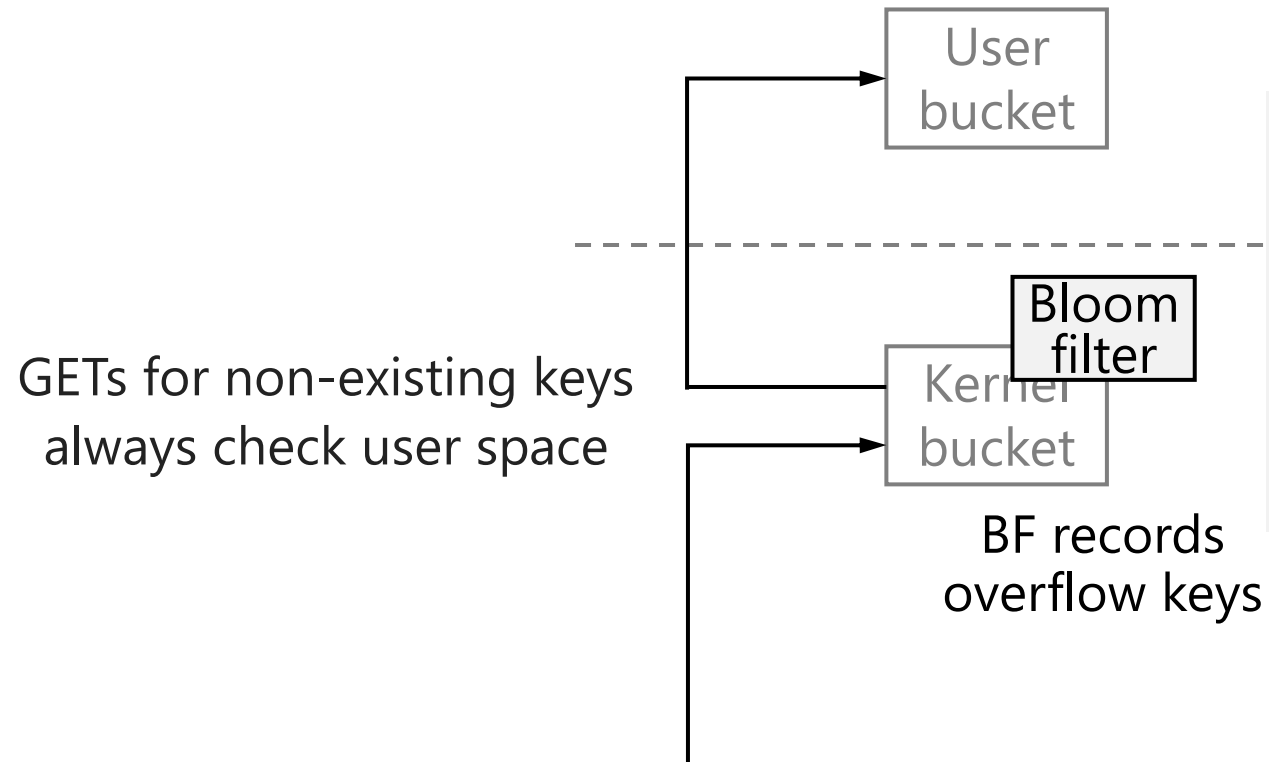 User
bucket
Bloom
filter
GETs for non-existing keys
always check user space
Kernel
bucket
BF records
overflow keys